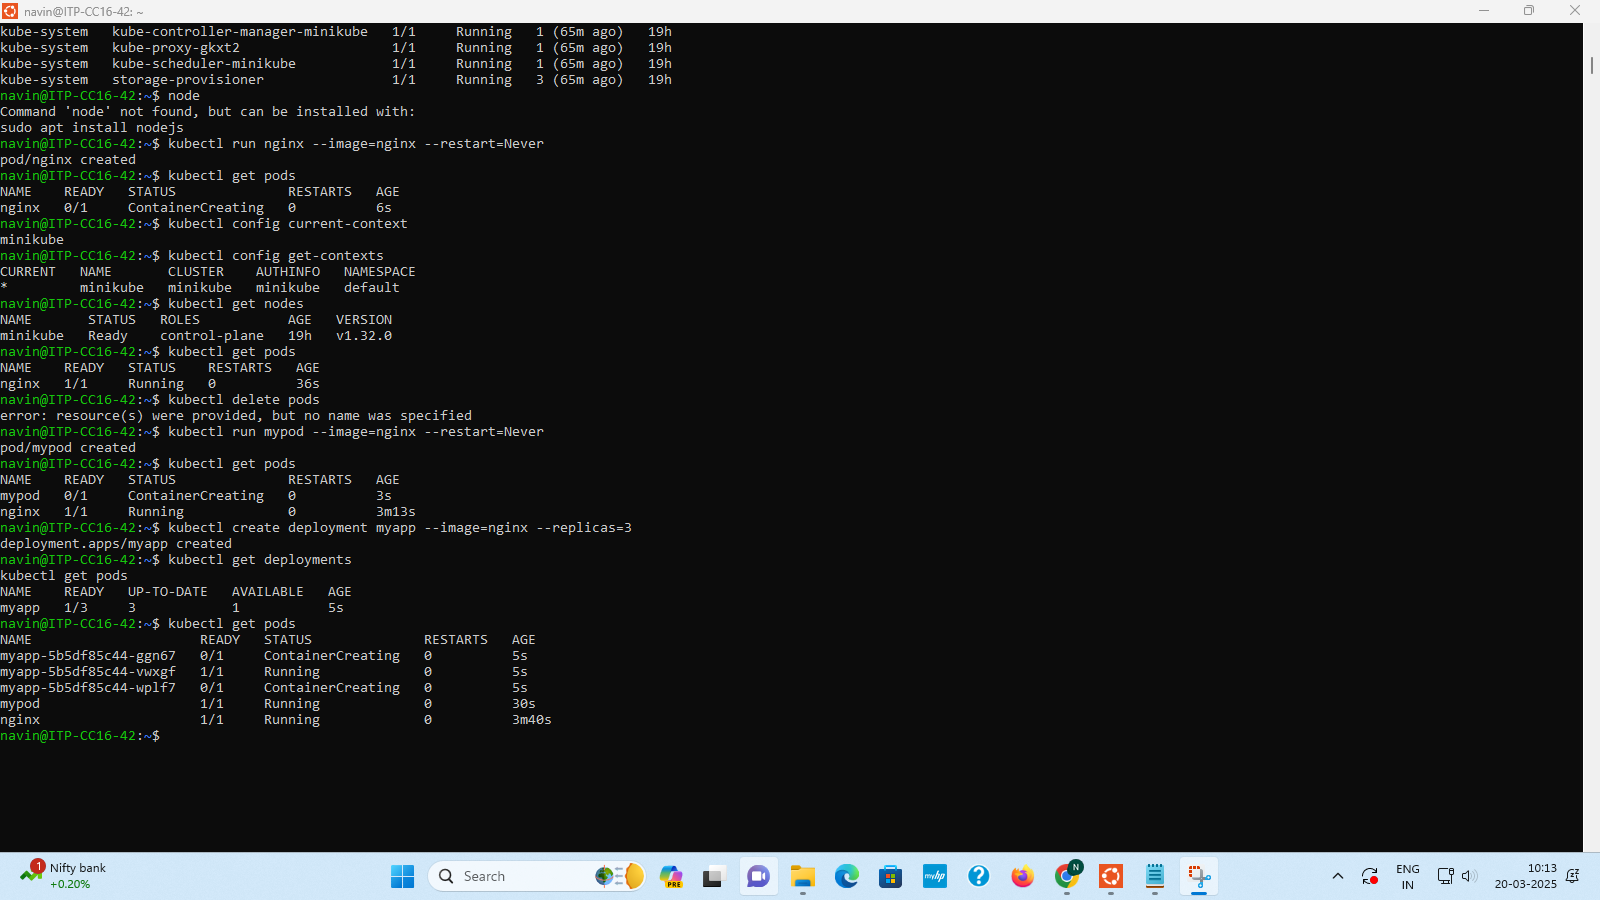 navin@ITP-CC16-42: ~
kube-system   kube-controller-manager-minikube   1/1     Running   1 (65m ago)   19h
kube-system   kube-proxy-gkxt2                   1/1     Running   1 (65m ago)   19h
kube-system   kube-scheduler-minikube            1/1     Running   1 (65m ago)   19h
kube-system   storage-provisioner                1/1     Running   3 (65m ago)   19h
navin@ITP-CC16-42:~$ node
Command 'node' not found, but can be installed with:
sudo apt install nodejs
navin@ITP-CC16-42:~$ kubectl run nginx --image=nginx --restart=Never
pod/nginx created
navin@ITP-CC16-42:~$ kubectl get pods
NAME    READY   STATUS              RESTARTS   AGE
nginx   0/1     ContainerCreating   0          6s
navin@ITP-CC16-42:~$ kubectl config current-context
minikube
navin@ITP-CC16-42:~$ kubectl config get-contexts
CURRENT   NAME       CLUSTER    AUTHINFO   NAMESPACE
*         minikube   minikube   minikube   default
navin@ITP-CC16-42:~$ kubectl get nodes
NAME       STATUS   ROLES           AGE   VERSION
minikube   Ready    control-plane   19h   v1.32.0
navin@ITP-CC16-42:~$ kubectl get pods
NAME    READY   STATUS    RESTARTS   AGE
nginx   1/1     Running   0          36s
navin@ITP-CC16-42:~$ kubectl delete pods
error: resource(s) were provided, but no name was specified
navin@ITP-CC16-42:~$ kubectl run mypod --image=nginx --restart=Never
pod/mypod created
navin@ITP-CC16-42:~$ kubectl get pods
NAME    READY   STATUS              RESTARTS   AGE
mypod   0/1     ContainerCreating   0          3s
nginx   1/1     Running             0          3m13s
navin@ITP-CC16-42:~$ kubectl create deployment myapp --image=nginx --replicas=3
deployment.apps/myapp created
navin@ITP-CC16-42:~$ kubectl get deployments
kubectl get pods
NAME    READY   UP-TO-DATE   AVAILABLE   AGE
myapp   1/3     3            1           5s
navin@ITP-CC16-42:~$ kubectl get pods
NAME                     READY   STATUS              RESTARTS   AGE
myapp-5b5df85c44-ggn67   0/1     ContainerCreating   0          5s
myapp-5b5df85c44-vwxgf   1/1     Running             0          5s
myapp-5b5df85c44-wplf7   0/1     ContainerCreating   0          5s
mypod                    1/1     Running             0          30s
nginx                    1/1     Running             0          3m40s
navin@ITP-CC16-42:~$
1
Nifty bank
+0.20%
Search
PRE
myhp
N
ENG
IN
10:13
20-03-2025